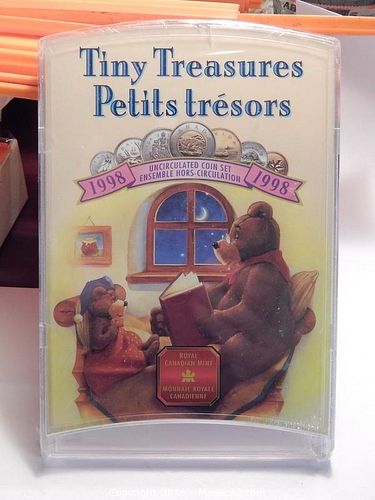 Tiny Treasures
Petits trésors
UNCIRCULATED COIN SET
ENSEMBLE HORS-CIRCULATION
1998
1998
ROYAL
CANADIAN MINT
MONNAIE ROYALE
CANADIENNE